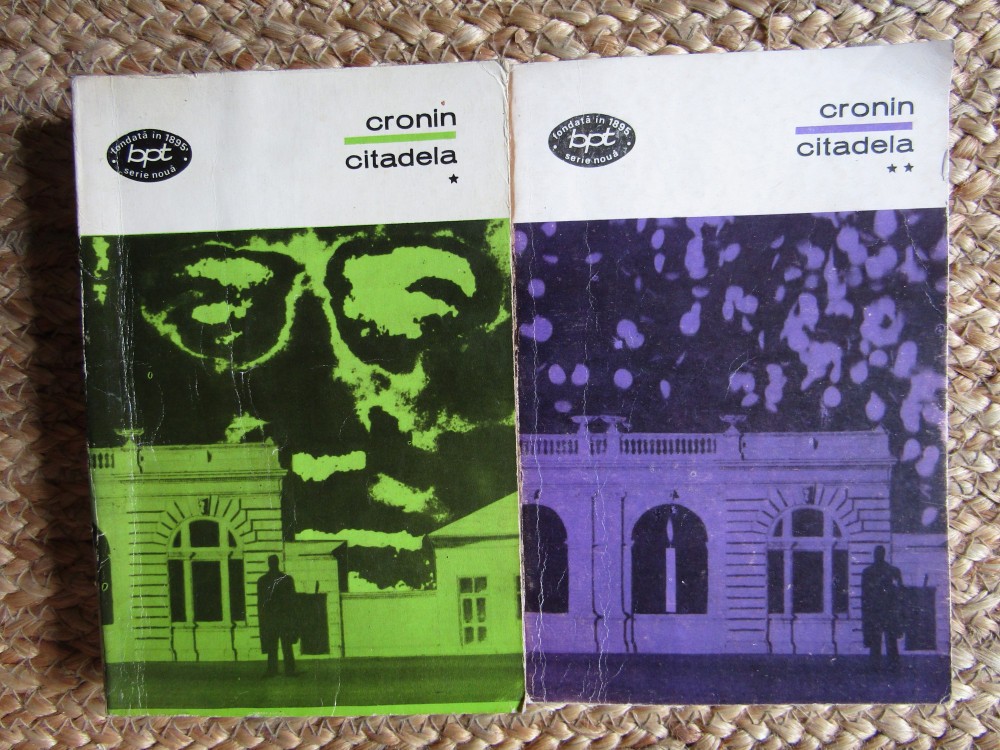 fondată în 1895
bpt
serie nouă
cronin
citadela
*
fondată în 1895
bpt
serie nouă
cronin
citadela
**